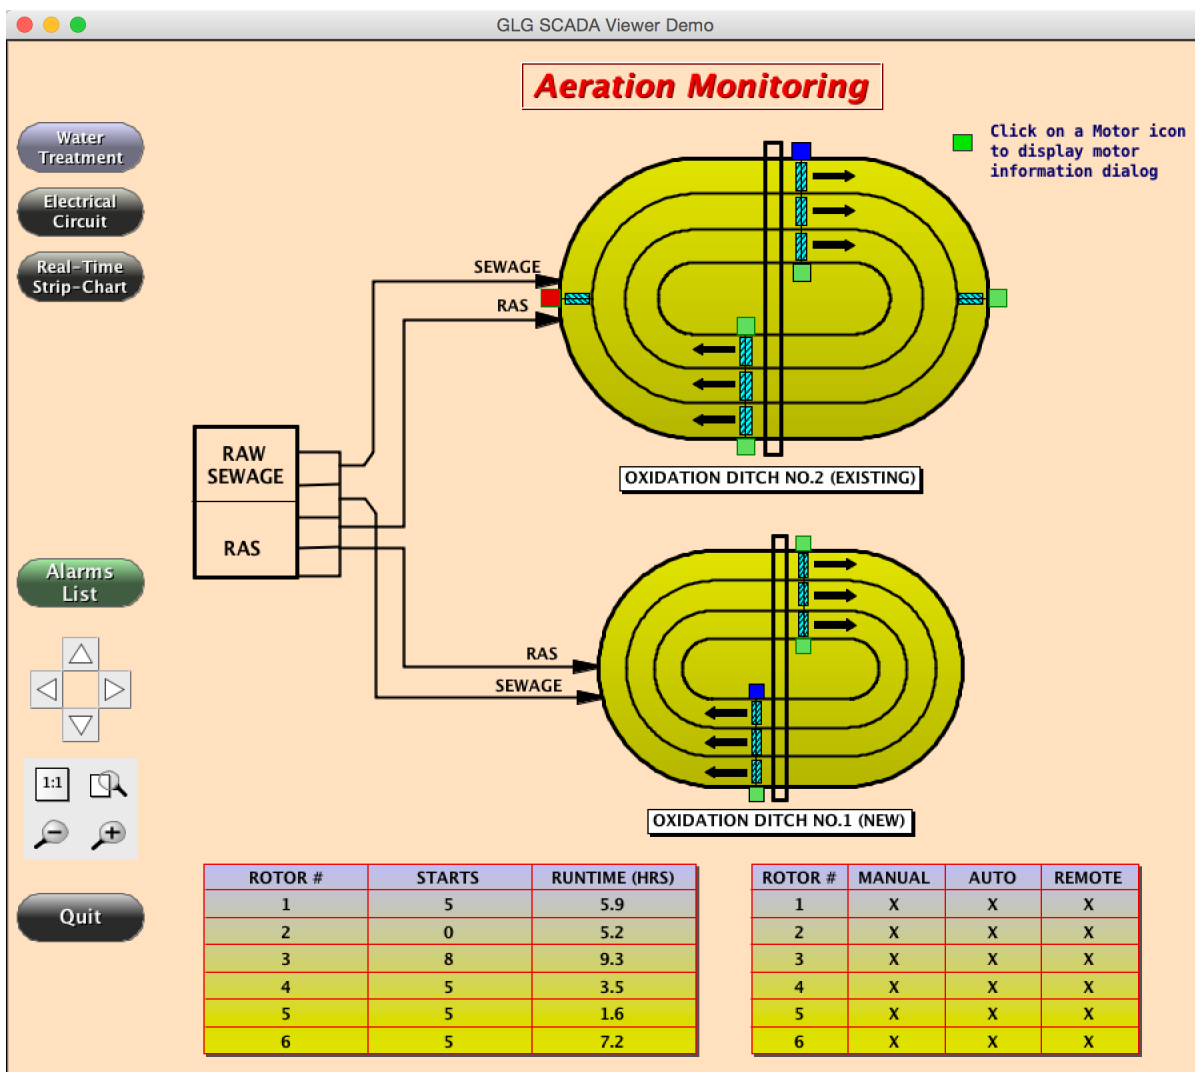 GLG SCADA Viewer Demo
Aeration Monitoring
Water
Treatment
Electrical
Circuit
Real-Time
Strip-Chart
Click on a Motor icon
to display motor
information dialog
SEWAGE
RAS
RAW
SEWAGE
RAS
OXIDATION DITCH NO.2 (EXISTING)
Alarms
List
RAS
SEWAGE
1:1
OXIDATION DITCH NO.1 (NEW)
Quit
ROTOR # STARTS RUNTIME (HRS)
1 5 5.9
2 0 5.2
3 8 9.3
4 5 3.5
5 5 1.6
6 5 7.2
ROTOR # MANUAL AUTO REMOTE
1 X X X
2 X X X
3 X X X
4 X X X
5 X X X
6 X X X